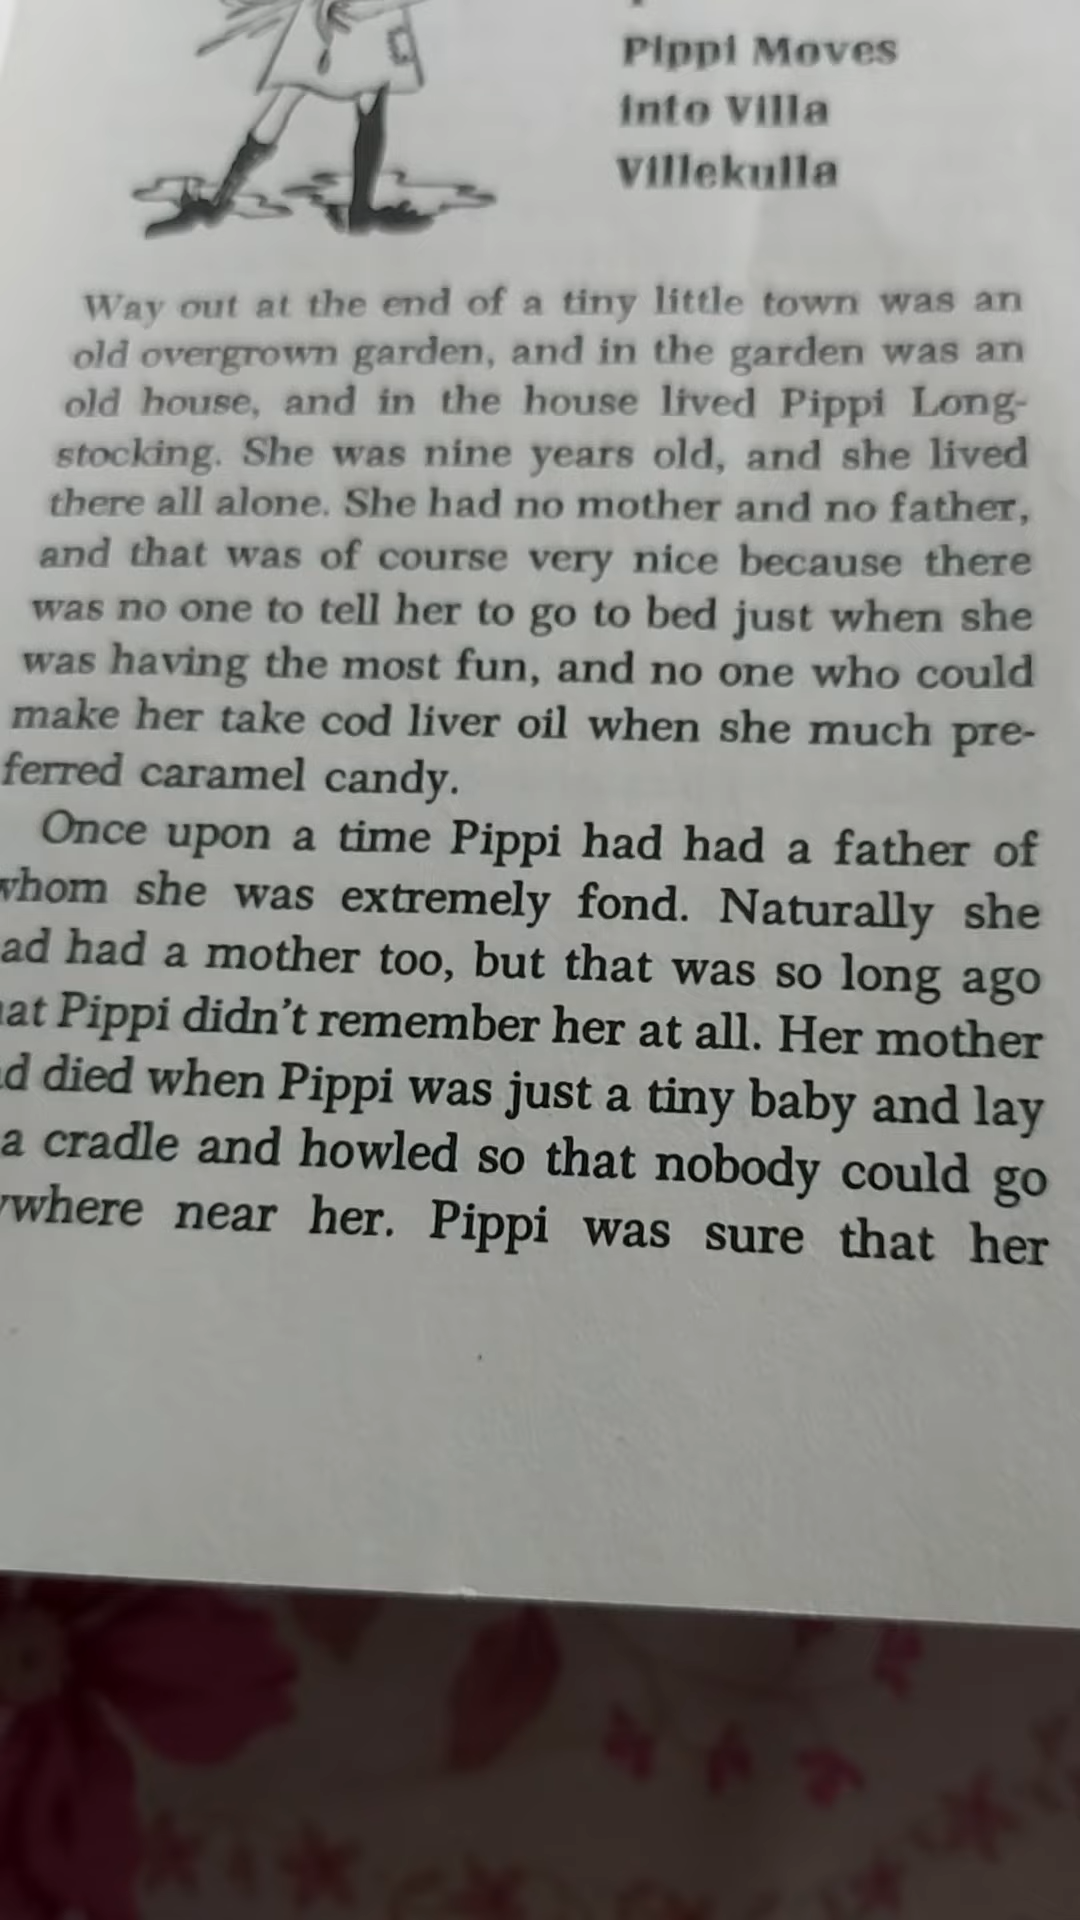 Pippi Moves
into Villa
Villekulla
Way out at the end of a tiny little town was an
old overgrown garden, and in the garden was an
old house, and in the house lived Pippi Long-
stocking. She was nine years old, and she lived
there all alone. She had no mother and no father,
and that was of course very nice because there
was no one to tell her to go to bed just when she
was having the most fun, and no one who could
make her take cod liver oil when she much pre-
ferred caramel candy.
Once upon a time Pippi had had a father of
whom she was extremely fond. Naturally she
ad had a mother too, but that was so long ago
at Pippi didn't remember her at all. Her mother
d died when Pippi was just a tiny baby and lay
a cradle and howled so that nobody could go
ywhere near her. Pippi was sure that her